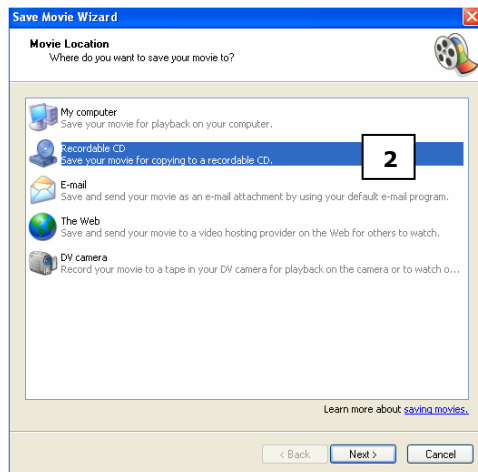 Save Movie Wizard
Movie Location
Where do you want to save your movie to?
My computer
Save your movie for playback on your computer.
Recordable CD
Save your movie for copying to a recordable CD.
2
E-mail
Save and send your movie as an e-mail attachment by using your default e-mail program.
The Web
Save and send your movie to a video hosting provider on the Web for others to watch.
DV camera
Record your movie to a tape in your DV camera for playback on the camera or to watch o...
Learn more about saving movies.
< Back Next > Cancel